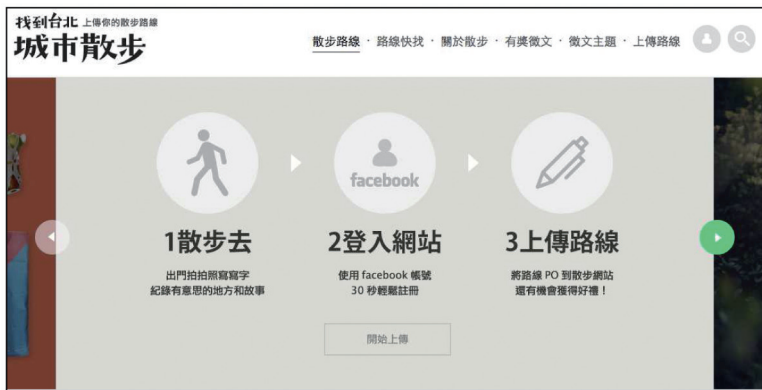 找到台北 上傳你的散步路線
城市散步
散步路線 · 路線快找 · 關於散步 · 有獎徵文 · 徵文主題 · 上傳路線
facebook
1散步去
2登入網站
3上傳路線
出門拍拍照寫寫字
紀錄有意思的地方和故事
使用 facebook 帳號
30 秒輕鬆註冊
將路線 PO 到散步網站
還有機會獲得好禮！
開始上傳